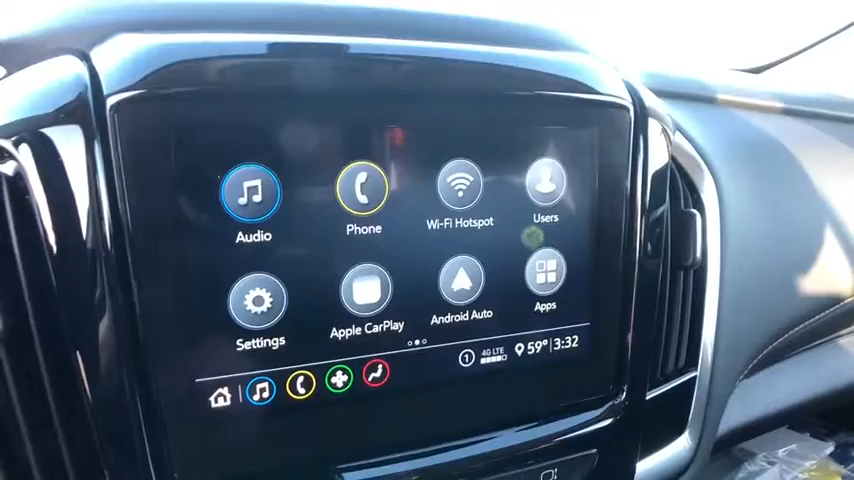 Audio
Phone
Wi-Fi Hotspot
Users
Settings
Apple CarPlay
Android Auto
Apps
1
4G LTE
59° | 3:32